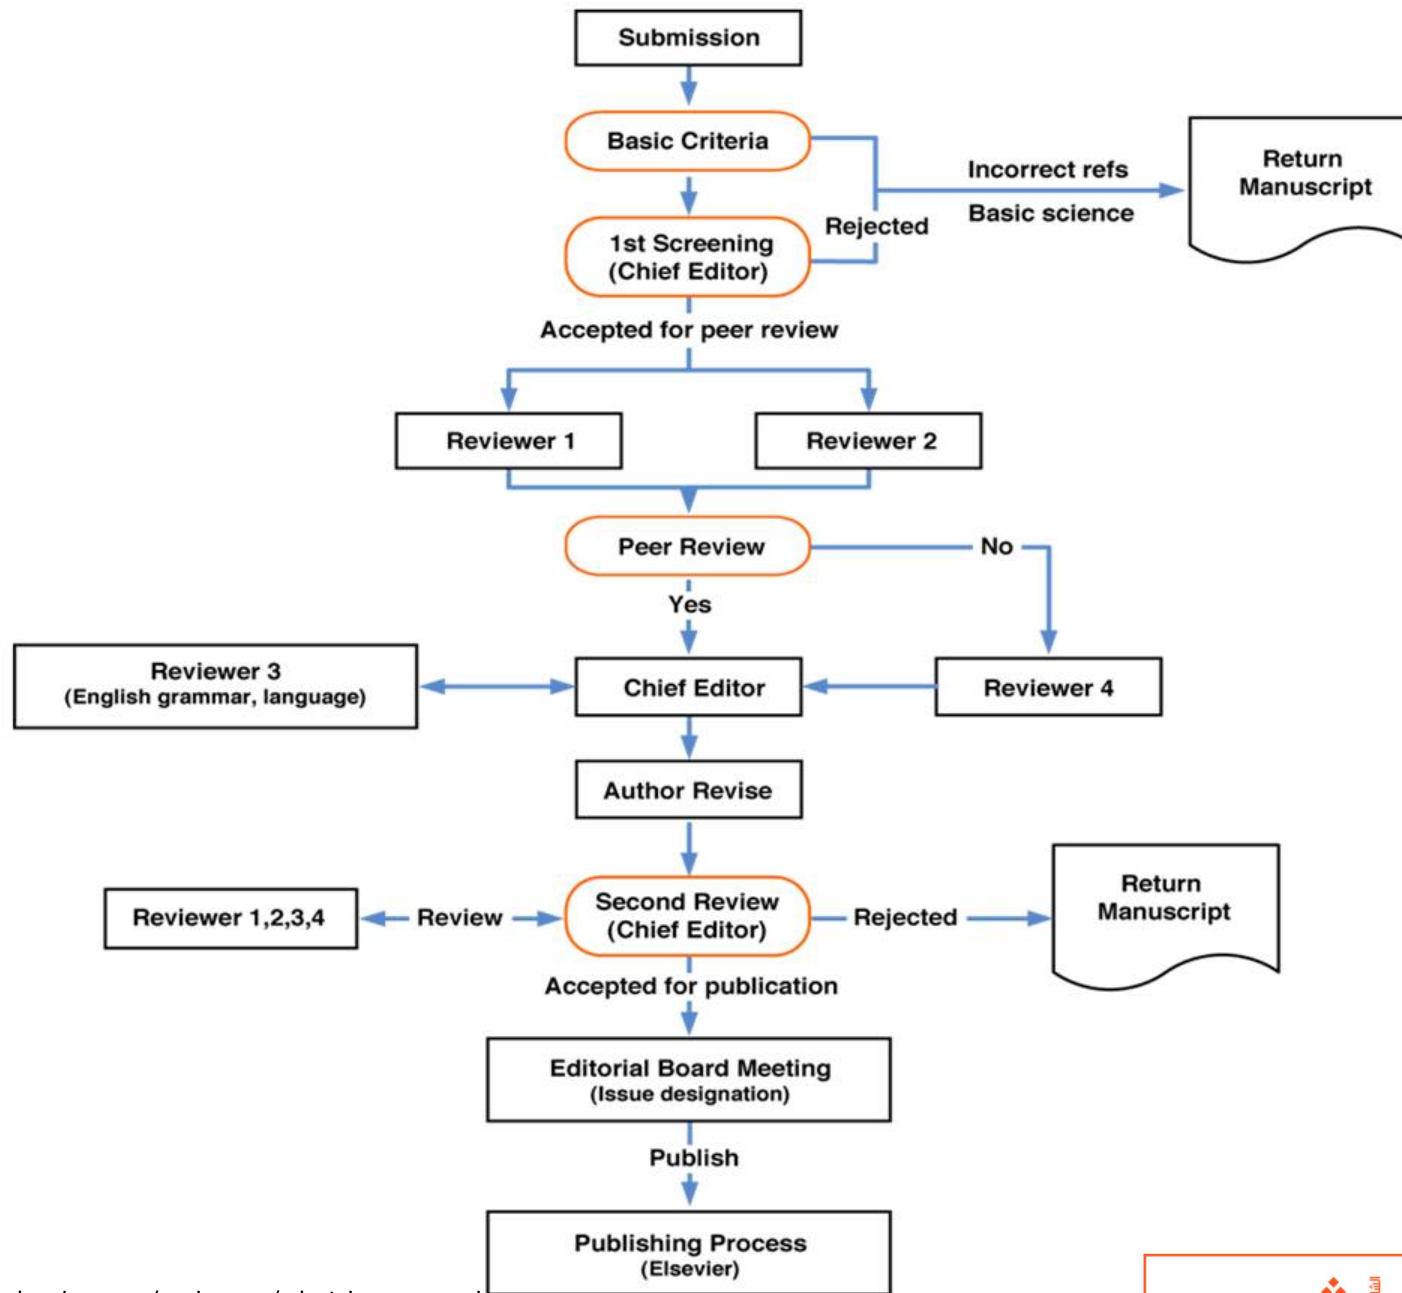 Submission
Basic Criteria
Incorrect refs
Basic science
Return
Manuscript
Rejected
1st Screening
(Chief Editor)
Accepted for peer review
Reviewer 1
Reviewer 2
Peer Review
No
Yes
Reviewer 3
(English grammar, language)
Chief Editor
Reviewer 4
Author Revise
Reviewer 1,2,3,4
Review
Second Review
(Chief Editor)
Rejected
Return
Manuscript
Accepted for publication
Editorial Board Meeting
(Issue designation)
Publish
Publishing Process
(Elsevier)